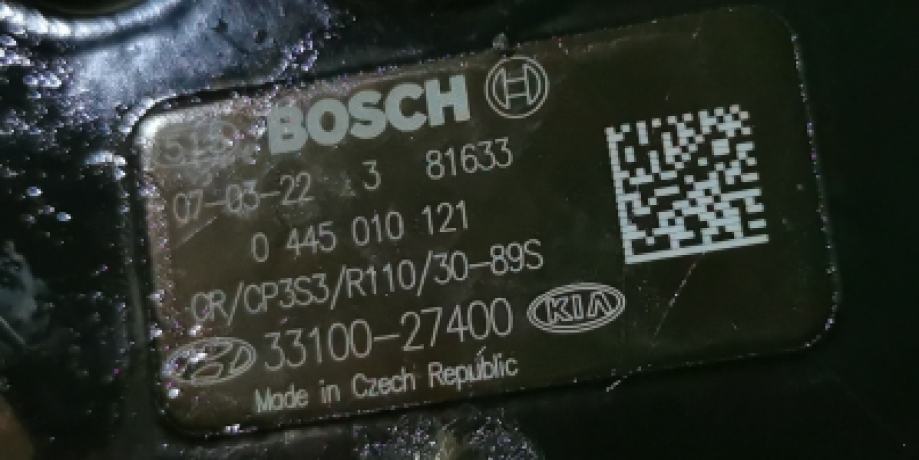 BOSCH
07-03-22 3 81633
0 445 010 121
CR/CP3S3/R110/30-89S
33100-27400 KIA
Made in Czech Republic